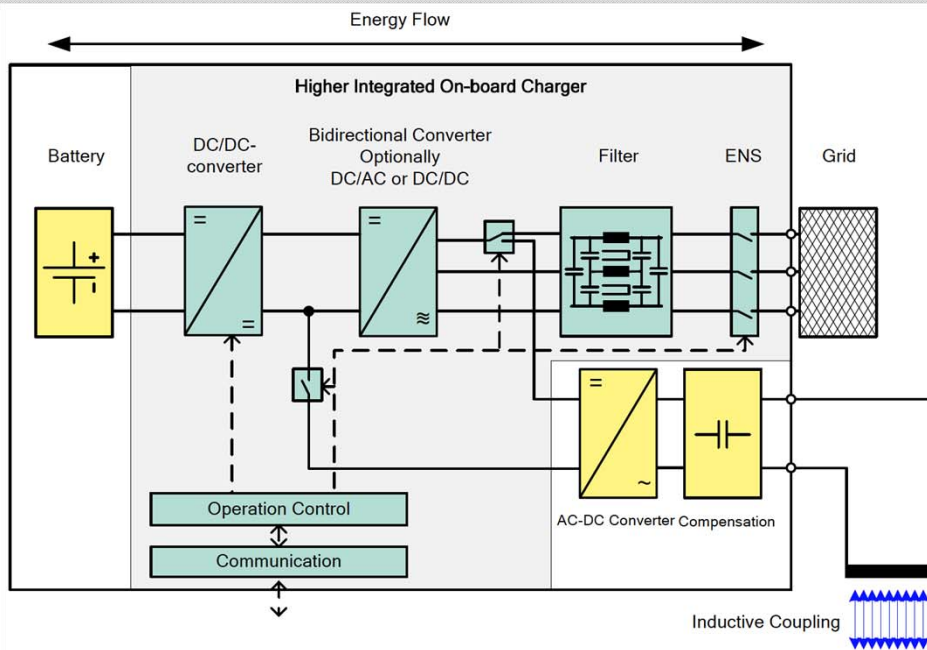 Energy Flow
Higher Integrated On-board Charger
Battery
DC/DC-
converter
Bidirectional Converter
Optionally
DC/AC or DC/DC
Filter
ENS
Grid
=
=
=
≋
+
-
=
~
AC-DC Converter
Compensation
Operation Control
Communication
Inductive Coupling